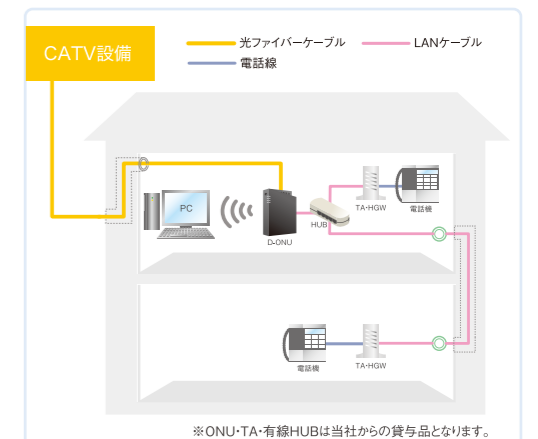 CATV設備
光ファイバーケーブル
LANケーブル
電話線
PC
D-ONU
HUB
TA・HGW
電話機
電話機
TA・HGW
※ONU・TA・有線HUBは当社からの貸与品となります。